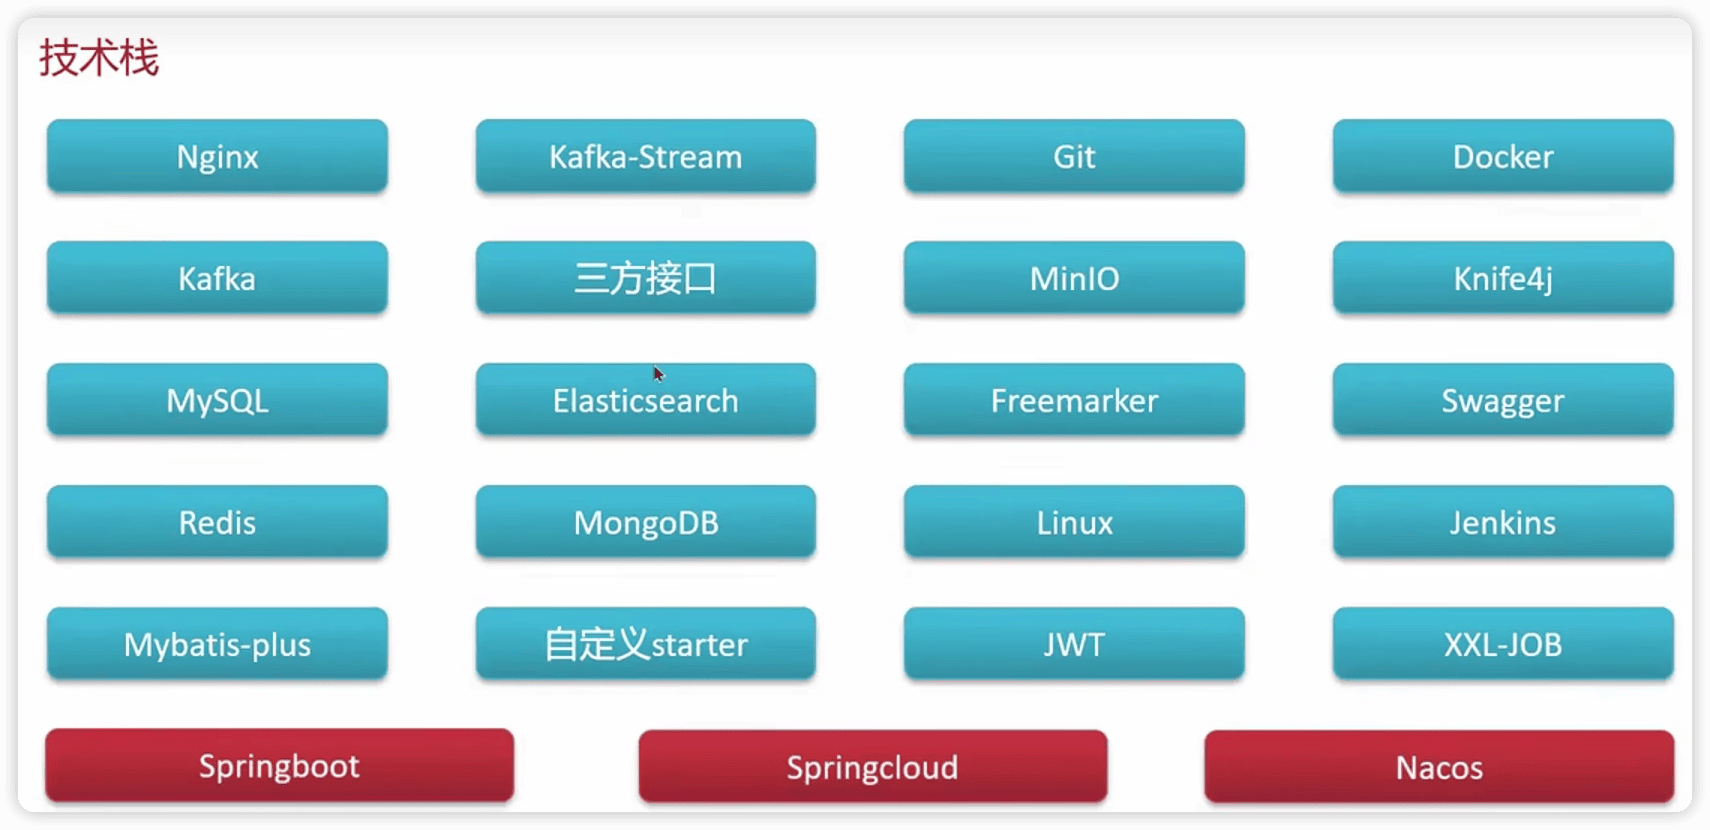 技术栈
Nginx
Kafka-Stream
Git
Docker
Kafka
三方接口
MinIO
Knife4j
MySQL
Elasticsearch
Freemarker
Swagger
Redis
MongoDB
Linux
Jenkins
Mybatis-plus
自定义starter
JWT
XXL-JOB
Springboot
Springcloud
Nacos